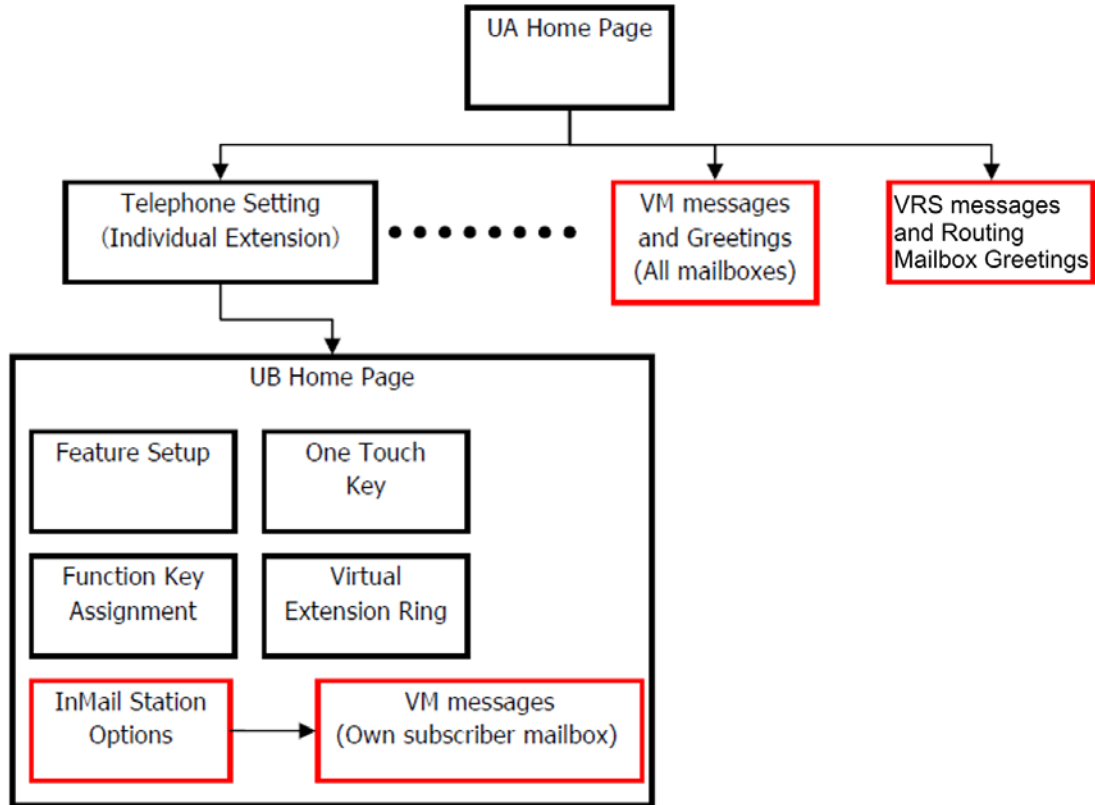 UA Home Page
Telephone Setting
(Individual Extension)
VM messages
and Greetings
(All mailboxes)
VRS messages
and Routing
Mailbox Greetings
UB Home Page
Feature Setup
One Touch
Key
Function Key
Assignment
Virtual
Extension Ring
InMail Station
Options
VM messages
(Own subscriber mailbox)